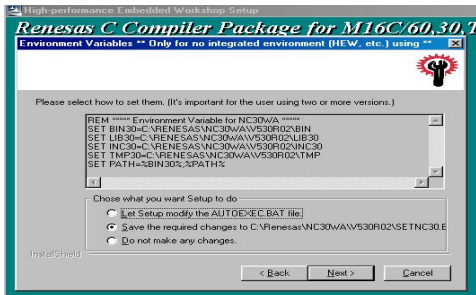 High-performance Embedded Workshop Setup
Renesas C Compiler Package for M16C/60,30,T
Environment Variables ** Only for no integrated environment (HEW, etc.) using **
Please select how to set them. (It's important for the user using two or more versions.)
REM ***** Environment Variable for NC30WA *****
SET BIN30=C:\RENESAS\NC30WA\V530R02\BIN
SET LIB30=C:\RENESAS\NC30WA\V530R02\LIB30
SET INC30=C:\RENESAS\NC30WA\V530R02\INC30
SET TMP30=C:\RENESAS\NC30WA\V530R02\TMP
SET PATH=%BIN30%;%PATH%
Chose what you want Setup to do
Let Setup modify the AUTOEXEC.BAT file.
Save the required changes to C:\Renesas\NC30WA\V530R02\SETNC30.B
Do not make any changes.
InstallShield
< Back Next > Cancel